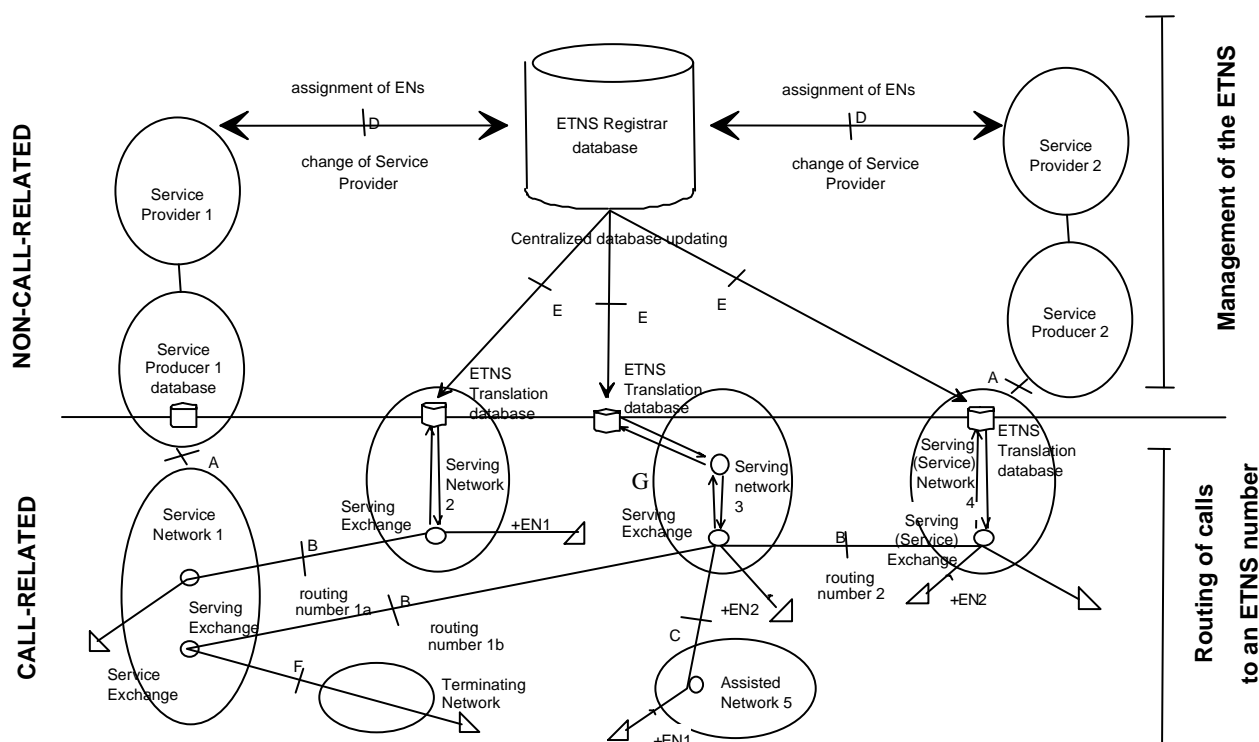 assignment of ENs
D
change of Service
Provider
ETNS Registrar
database
assignment of ENs
D
change of Service
Provider
Service
Provider 1
Service
Provider 2
Management of the ETNS
NON-CALL-RELATED
Centralized database updating
E
E
E
Service
Producer 1
database
Service
Producer 2
A
ETNS
Translation
database
ETNS
Translation
database
ETNS
Translation
database
A
Service
Network 1
Serving
Network
2
Serving
Exchange
+EN1
G
Serving
network
3
Serving
Exchange
Serving
(Service)
Network
4
Serving
(Service)
Exchange
B
routing
number 1a
B
routing
number 1b
B
routing
number 2
+EN2
+EN2
Serving
Exchange
Service
Exchange
F
Terminating
Network
C
Assisted
Network 5
+EN1
CALL-RELATED
Routing of calls
to an ETNS number